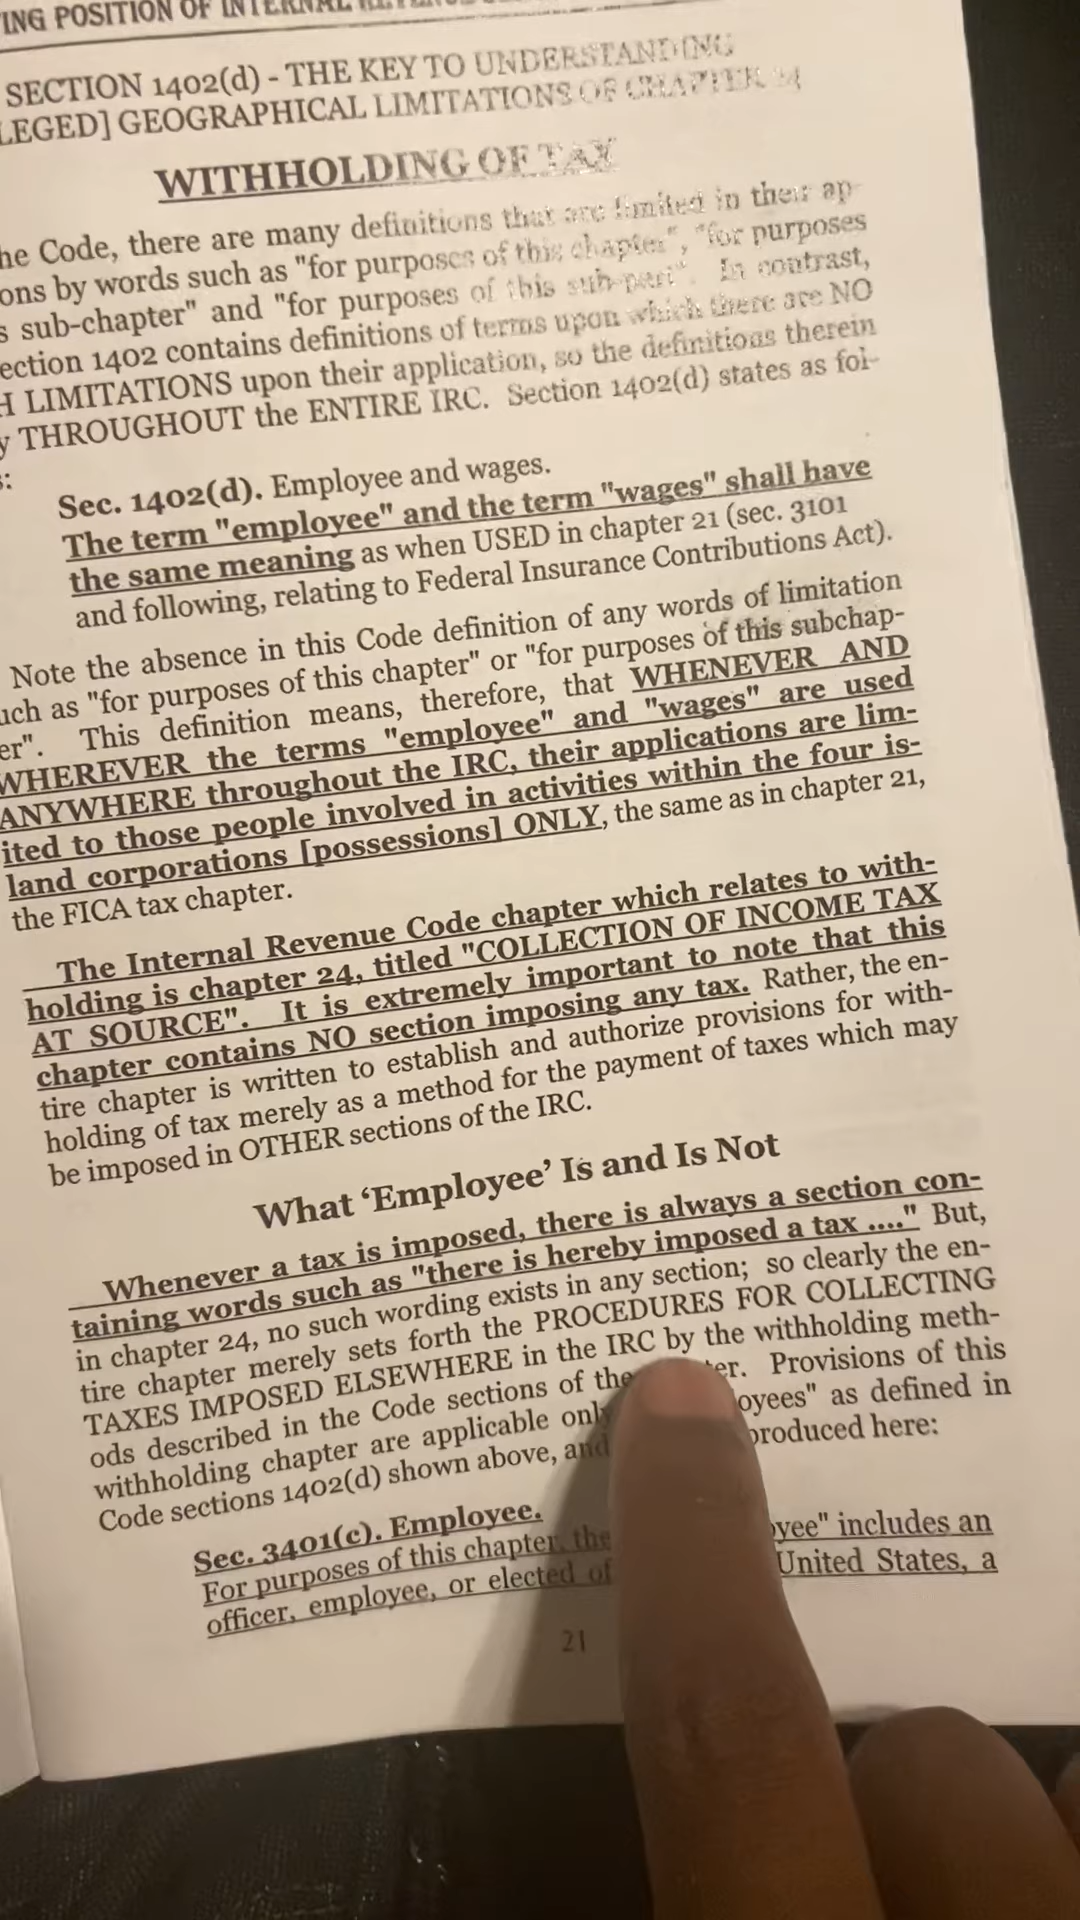 ING POSITION OF INTERNAL
SECTION 1402(d) - THE KEY TO UNDERSTANDING
LEGED] GEOGRAPHICAL LIMITATIONS OF CHAPTER 24
WITHHOLDING OF TAX
he Code, there are many definitions that are limited in their ap-
ons by words such as "for purposes of this chapter", "for purposes
s sub-chapter" and "for purposes of this sub-part". In contrast,
ection 1402 contains definitions of terms upon which there are NO
H LIMITATIONS upon their application, so the definitions therein
y THROUGHOUT the ENTIRE IRC. Section 1402(d) states as fol-
s:
Sec. 1402(d). Employee and wages.
The term "employee" and the term "wages" shall have
the same meaning as when USED in chapter 21 (sec. 3101
and following, relating to Federal Insurance Contributions Act).
Note the absence in this Code definition of any words of limitation
uch as "for purposes of this chapter" or "for purposes of this subchap-
er". This definition means, therefore, that WHENEVER AND
WHEREVER the terms "employee" and "wages" are used
ANYWHERE throughout the IRC, their applications are lim-
ited to those people involved in activities within the four is-
land corporations [possessions] ONLY, the same as in chapter 21,
the FICA tax chapter.
The Internal Revenue Code chapter which relates to with-
holding is chapter 24, titled "COLLECTION OF INCOME TAX
AT SOURCE". It is extremely important to note that this
chapter contains NO section imposing any tax. Rather, the en-
tire chapter is written to establish and authorize provisions for with-
holding of tax merely as a method for the payment of taxes which may
be imposed in OTHER sections of the IRC.
What 'Employee' Is and Is Not
Whenever a tax is imposed, there is always a section con-
taining words such as "there is hereby imposed a tax ...." But,
in chapter 24, no such wording exists in any section; so clearly the en-
tire chapter merely sets forth the PROCEDURES FOR COLLECTING
TAXES IMPOSED ELSEWHERE in the IRC by the withholding meth-
ods described in the Code sections of the ter. Provisions of this
withholding chapter are applicable only oyees" as defined in
Code sections 1402(d) shown above, and produced here:
Sec. 3401(c). Employee.
For purposes of this chapter, the yee" includes an
officer, employee, or elected of United States, a
21